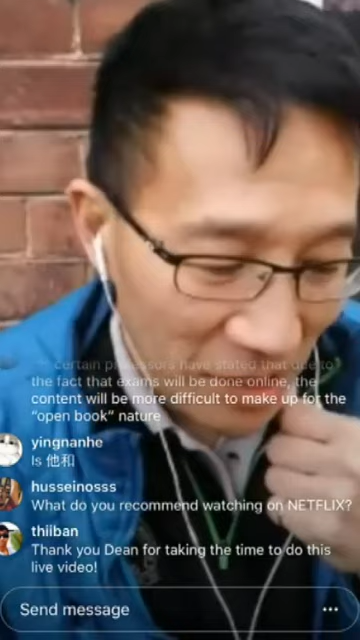 certain professors have stated that due to
the fact that exams will be done online, the
content will be more difficult to make up for the
“open book” nature
yingnanhe
Is 他和
husseinosss
What do you recommend watching on NETFLIX?
thiiban
Thank you Dean for taking the time to do this
live video!
Send message